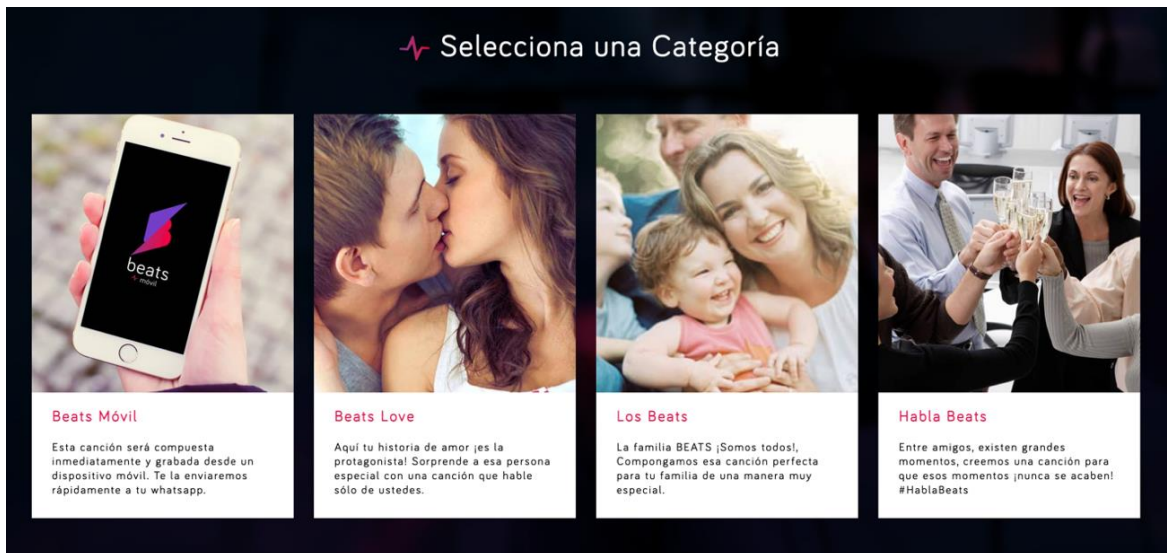 Selecciona una Categoría
beats
móvil
Beats Móvil
Esta canción será compuesta
inmediatamente y grabada desde un
dispositivo móvil. Te la enviaremos
rápidamente a tu whatsapp.
Beats Love
Aquí tu historia de amor ¡es la
protagonista! Sorprende a esa persona
especial con una canción que hable
sólo de ustedes.
Los Beats
La familia BEATS ¡Somos todos!,
Compongamos esa canción perfecta
para tu familia de una manera muy
especial.
Habla Beats
Entre amigos, existen grandes
momentos, creemos una canción para
que esos momentos ¡nunca se acaben!
#HablaBeats